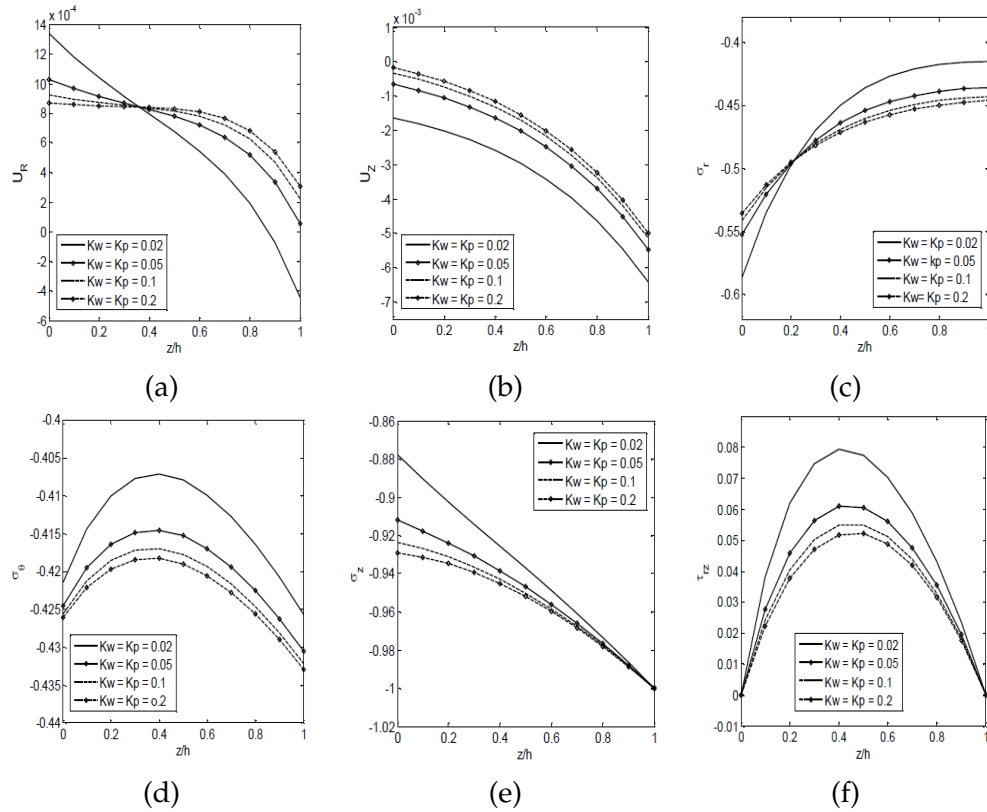 x 10⁻⁴
14
12
10
8
6
4
2
0
-2
-4
-6
U_R
0 0.2 0.4 0.6 0.8 1
z/h
Kw = Kp = 0.02
Kw = Kp = 0.05
Kw = Kp = 0.1
Kw = Kp = 0.2
(a)
x 10⁻³
1
0
-1
-2
-3
-4
-5
-6
-7
U_Z
0 0.2 0.4 0.6 0.8 1
z/h
Kw = Kp = 0.02
Kw = Kp = 0.05
Kw = Kp = 0.1
Kw = Kp = 0.2
(b)
-0.4
-0.45
-0.5
-0.55
-0.6
σ_r
0 0.2 0.4 0.6 0.8 1
z/h
Kw = Kp = 0.02
Kw = kp = 0.05
Kw = Kp = 0.1
Kw= Kp = 0.2
(c)
-0.4
-0.405
-0.41
-0.415
-0.42
-0.425
-0.43
-0.435
-0.44
σ_θ
0 0.2 0.4 0.6 0.8 1
z/h
Kw = Kp = 0.02
Kw = Kp = 0.05
Kw = Kp = 0.1
Kw = Kp = o.2
(d)
-0.86
-0.88
-0.9
-0.92
-0.94
-0.96
-0.98
-1
-1.02
σ_z
0 0.2 0.4 0.6 0.8 1
z/h
Kw = Kp = 0.02
Kw = Kp = 0.05
Kw = Kp = 0.1
Kw = Kp = 0.2
(e)
0.08
0.07
0.06
0.05
0.04
0.03
0.02
0.01
0
-0.01
τ_rz
0 0.2 0.4 0.6 0.8 1
z/h
Kw = Kp = 0.02
Kw = Kp = 0.05
Kw = Kp = 0.1
Kw = Kp = 0.2
(f)